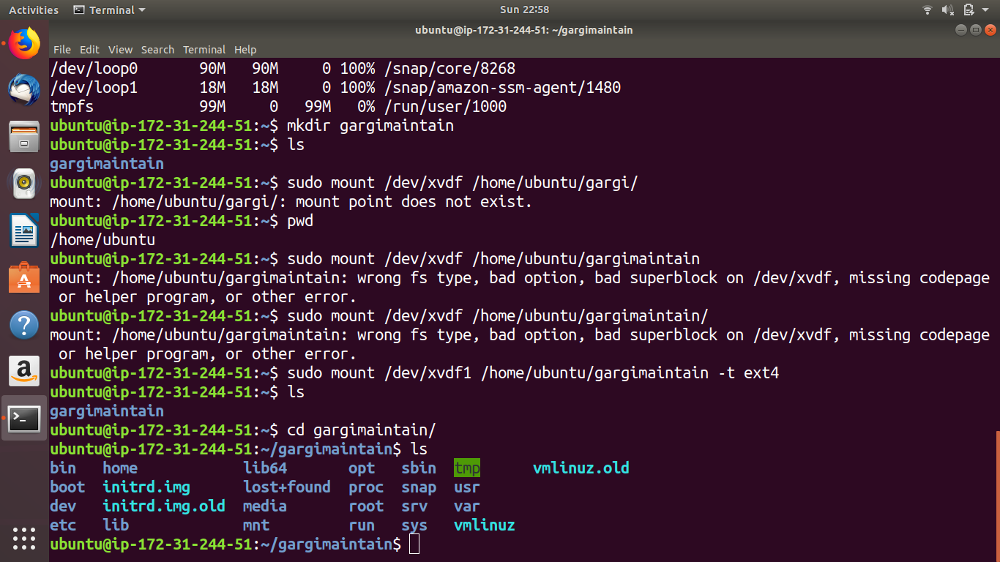 Activities Terminal Sun 22:58
ubuntu@ip-172-31-244-51: ~/gargimaintain
File Edit View Search Terminal Help
/dev/loop0 90M 90M 0 100% /snap/core/8268
/dev/loop1 18M 18M 0 100% /snap/amazon-ssm-agent/1480
tmpfs 99M 0 99M 0% /run/user/1000
ubuntu@ip-172-31-244-51:~$ mkdir gargimaintain
ubuntu@ip-172-31-244-51:~$ ls
gargimaintain
ubuntu@ip-172-31-244-51:~$ sudo mount /dev/xvdf /home/ubuntu/gargi/
mount: /home/ubuntu/gargi/: mount point does not exist.
ubuntu@ip-172-31-244-51:~$ pwd
/home/ubuntu
ubuntu@ip-172-31-244-51:~$ sudo mount /dev/xvdf /home/ubuntu/gargimaintain
mount: /home/ubuntu/gargimaintain: wrong fs type, bad option, bad superblock on /dev/xvdf, missing codepage
or helper program, or other error.
ubuntu@ip-172-31-244-51:~$ sudo mount /dev/xvdf /home/ubuntu/gargimaintain/
mount: /home/ubuntu/gargimaintain: wrong fs type, bad option, bad superblock on /dev/xvdf, missing codepage
or helper program, or other error.
ubuntu@ip-172-31-244-51:~$ sudo mount /dev/xvdf1 /home/ubuntu/gargimaintain -t ext4
ubuntu@ip-172-31-244-51:~$ ls
gargimaintain
ubuntu@ip-172-31-244-51:~$ cd gargimaintain/
ubuntu@ip-172-31-244-51:~/gargimaintain$ ls
bin home lib64 opt sbin tmp vmlinuz.old
boot initrd.img lost+found proc snap usr
dev initrd.img.old media root srv var
etc lib mnt run sys vmlinuz
ubuntu@ip-172-31-244-51:~/gargimaintain$